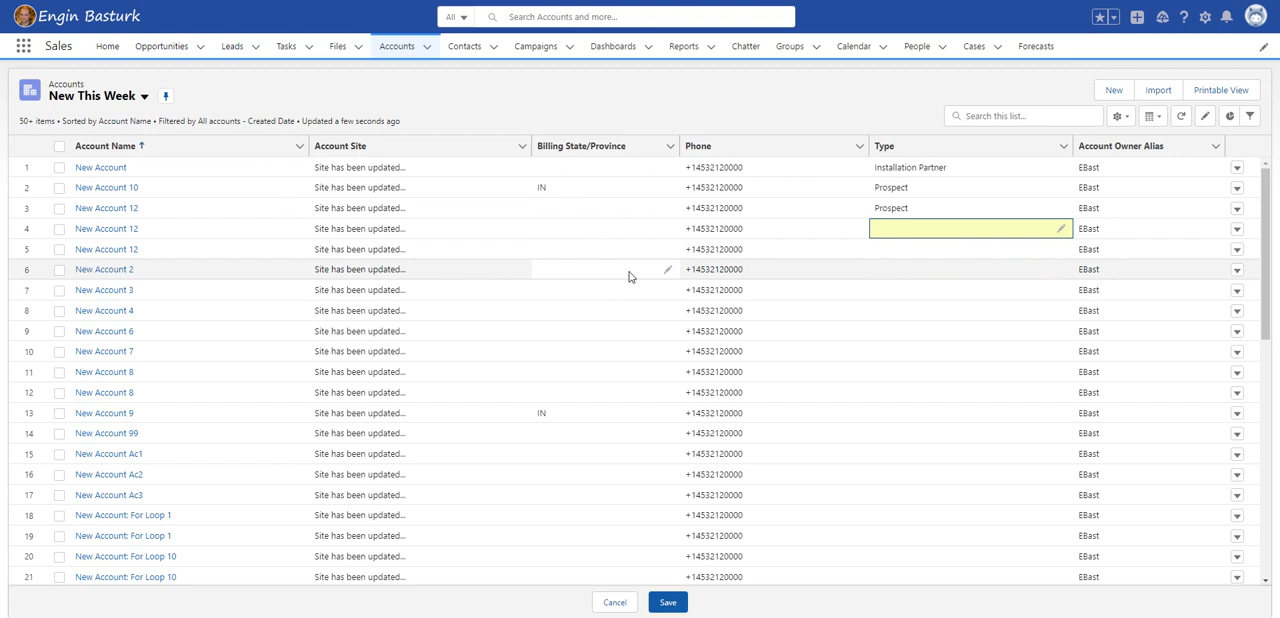 Engin Basturk
All
Search Accounts and more...
Sales
Home
Opportunities
Leads
Tasks
Files
Accounts
Contacts
Campaigns
Dashboards
Reports
Chatter
Groups
Calendar
People
Cases
Forecasts
Accounts
New This Week
New
Import
Printable View
50+ items • Sorted by Account Name • Filtered by All accounts - Created Date • Updated a few seconds ago
Search this list...
Account Name ↑ Account Site Billing State/Province Phone Type Account Owner Alias
1 New Account Site has been updated... +14532120000 Installation Partner EBast
2 New Account 10 Site has been updated... IN +14532120000 Prospect EBast
3 New Account 12 Site has been updated... +14532120000 Prospect EBast
4 New Account 12 Site has been updated... +14532120000 EBast
5 New Account 12 Site has been updated... +14532120000 EBast
6 New Account 2 Site has been updated... +14532120000 EBast
7 New Account 3 Site has been updated... +14532120000 EBast
8 New Account 4 Site has been updated... +14532120000 EBast
9 New Account 6 Site has been updated... +14532120000 EBast
10 New Account 7 Site has been updated... +14532120000 EBast
11 New Account 8 Site has been updated... +14532120000 EBast
12 New Account 8 Site has been updated... +14532120000 EBast
13 New Account 9 Site has been updated... IN +14532120000 EBast
14 New Account 99 Site has been updated... +14532120000 EBast
15 New Account Ac1 Site has been updated... +14532120000 EBast
16 New Account Ac2 Site has been updated... +14532120000 EBast
17 New Account Ac3 Site has been updated... +14532120000 EBast
18 New Account: For Loop 1 Site has been updated... +14532120000 EBast
19 New Account: For Loop 1 Site has been updated... +14532120000 EBast
20 New Account: For Loop 10 Site has been updated... +14532120000 EBast
21 New Account: For Loop 10 Site has been updated... +14532120000 EBast
Cancel
Save